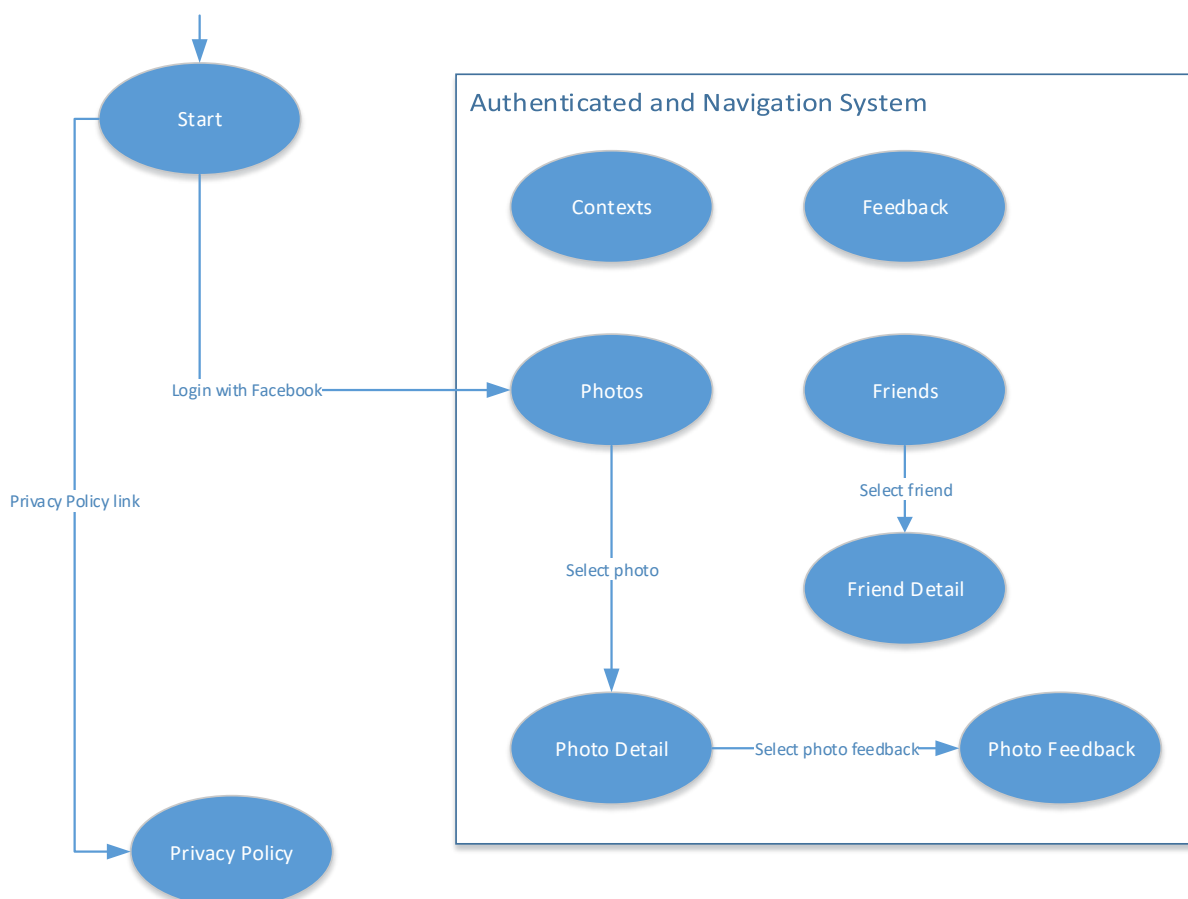 Start
Authenticated and Navigation System
Contexts
Feedback
Login with Facebook
Photos
Friends
Privacy Policy link
Select friend
Select photo
Friend Detail
Photo Detail
Select photo feedback
Photo Feedback
Privacy Policy